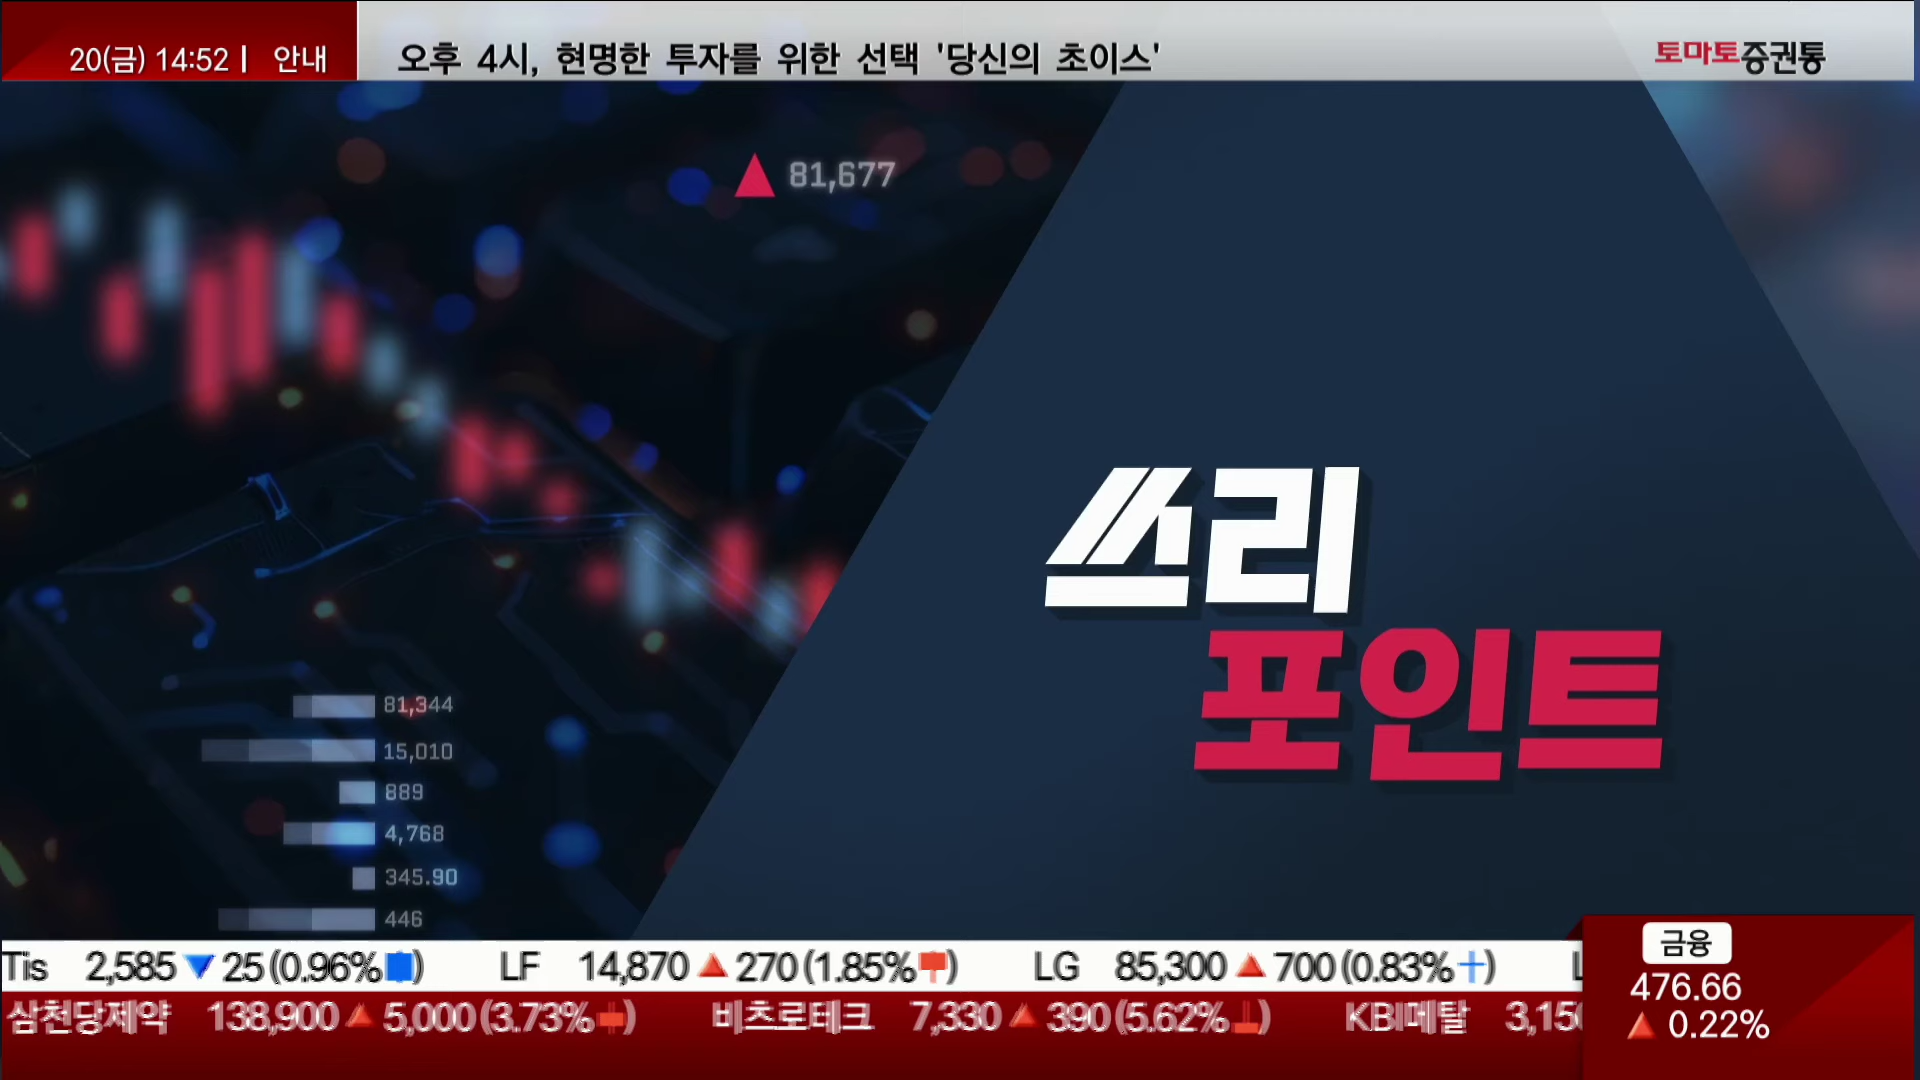 20(금) 14:52 | 안내
오후 4시, 현명한 투자를 위한 선택 '당신의 초이스'
토마토증권통
▲ 81,677
쓰리
포인트
81,344
15,010
889
4,768
345.90
446
Tis 2,585 ▼ 25 (0.96%) LF 14,870 ▲ 270 (1.85%) LG 85,300 ▲ 700 (0.83%)
삼천당제약 138,900 ▲ 5,000 (3.73%) 비츠로테크 7,330 ▲ 390 (5.62%) KBI메탈
금융
476.66
▲ 0.22%